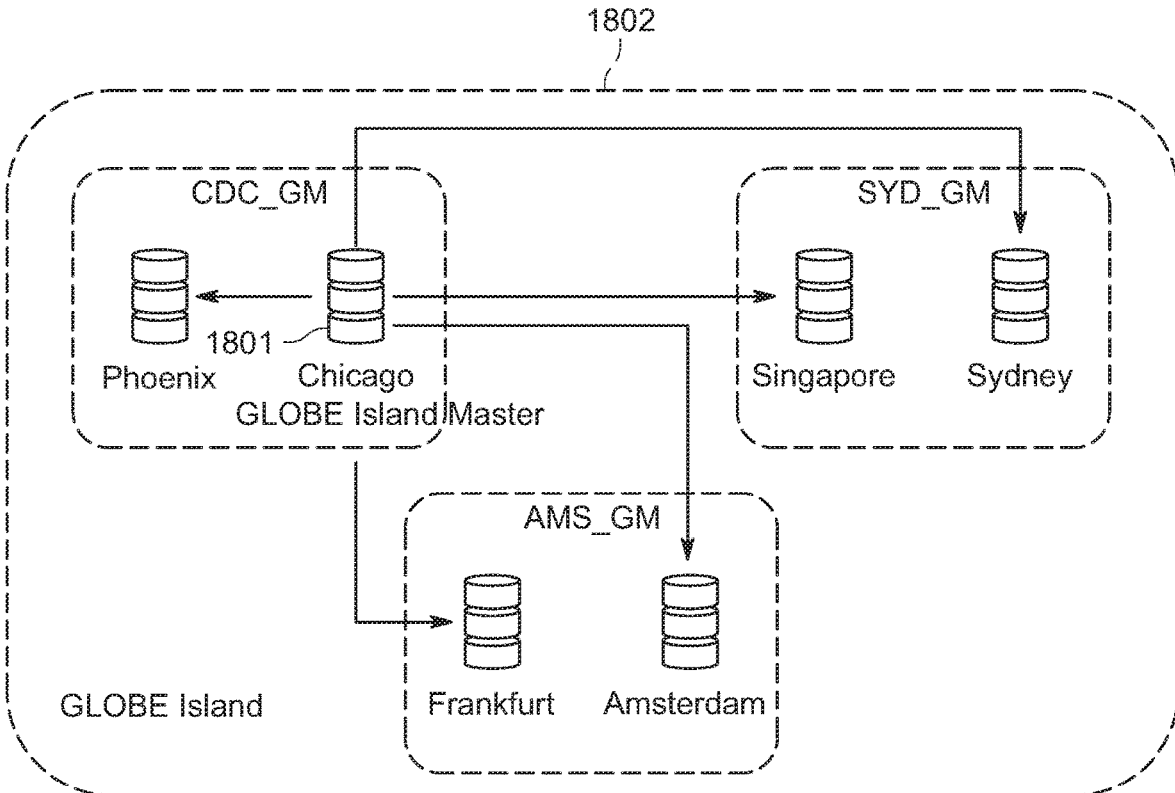 1802
CDC_GM
SYD_GM
1801
Phoenix
Chicago
GLOBE Island Master
Singapore
Sydney
AMS_GM
Frankfurt
Amsterdam
GLOBE Island